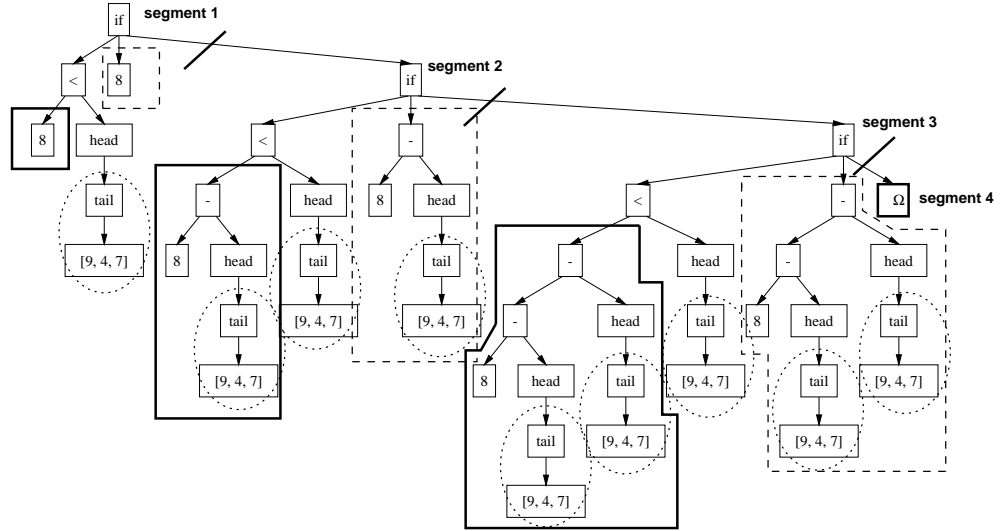 if segment 1
< 8 if segment 2
8 head < - if segment 3
tail - head 8 head < - Ω segment 4
[9, 4, 7] 8 head tail tail - head - head
tail [9, 4, 7] [9, 4, 7] - head tail 8 head tail
[9, 4, 7] 8 head tail [9, 4, 7] tail [9, 4, 7]
tail [9, 4, 7] [9, 4, 7]
[9, 4, 7]